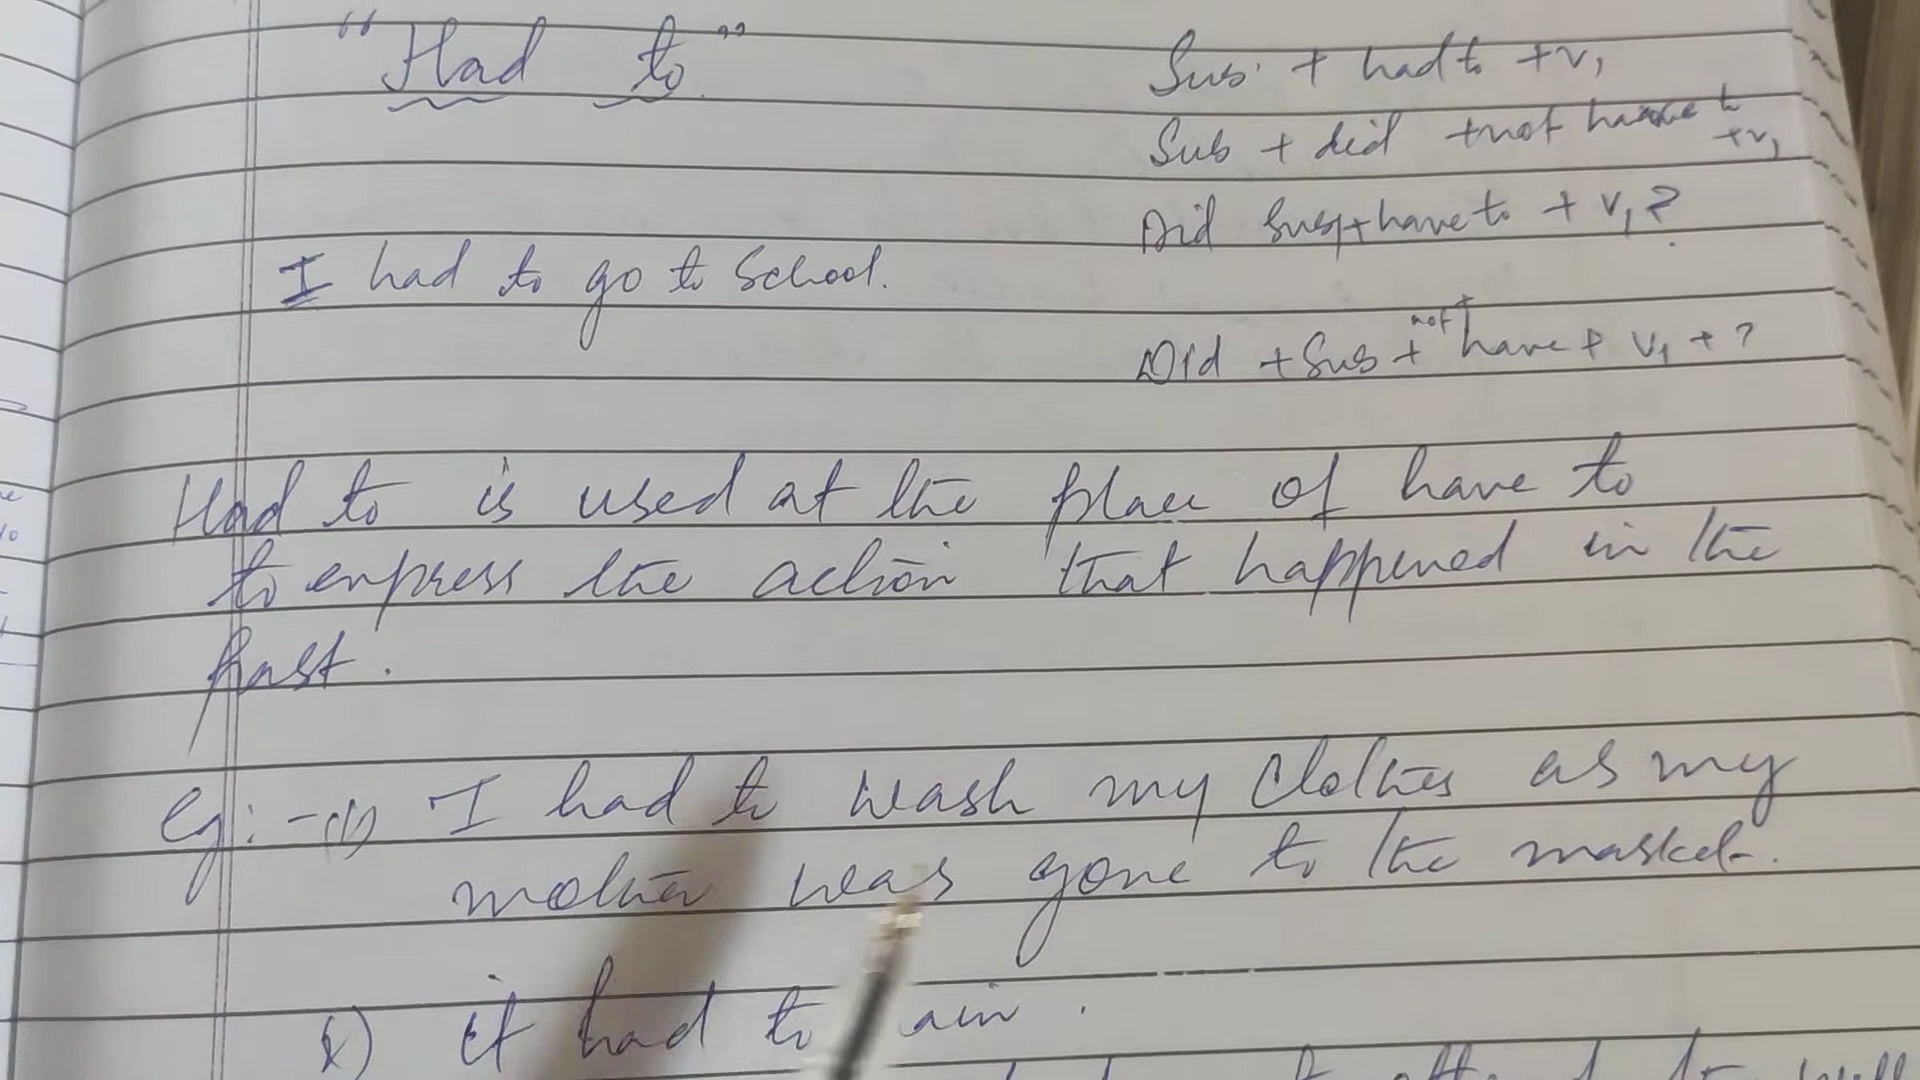 "Had to"
Sub + had to + V1
Sub + did + not have to + V1
Did Sub + have to + V1 ?
I had to go to School.
Did + Sub + not + have + V1 + ?
Had to is used at the place of have to
to express the action that happened in the
past.
eg:- (1) I had to wash my clothes as my
mother was gone to the market.
it had to